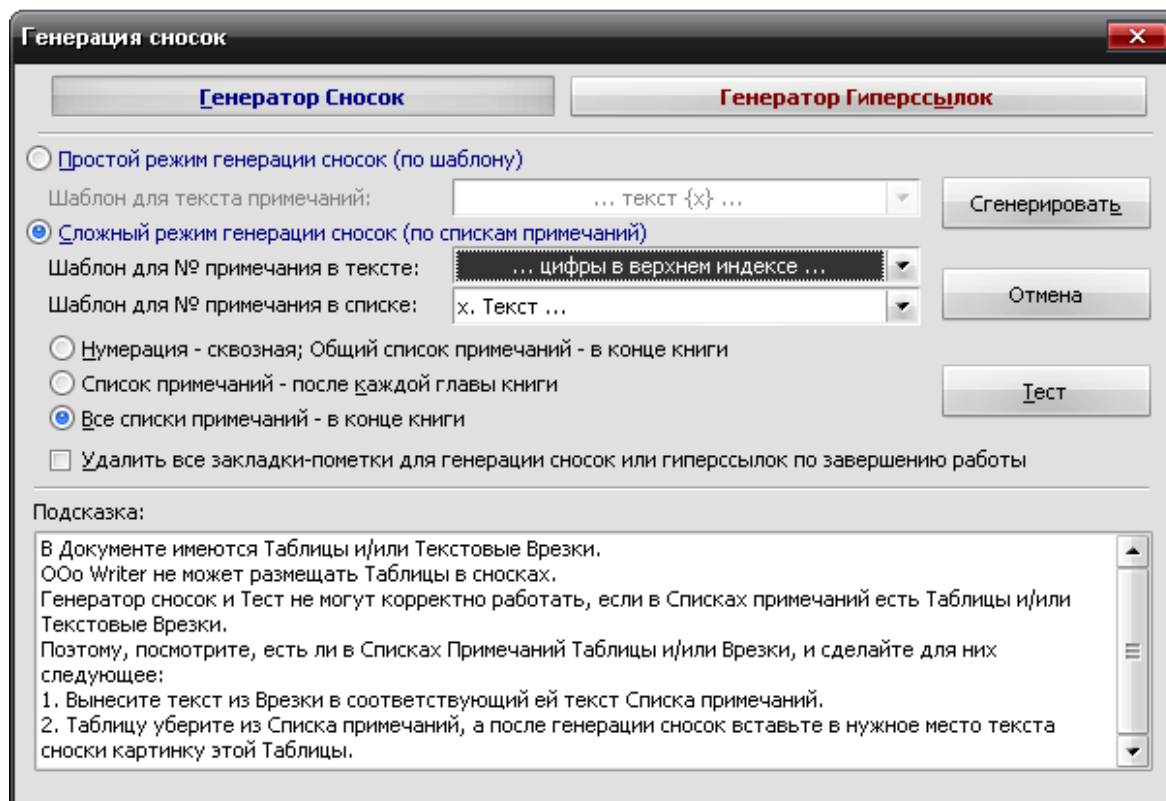 Генерация сносок
Генератор Сносок
Генератор Гиперссылок
Простой режим генерации сносок (по шаблону)
Шаблон для текста примечаний:
... текст {x} ...
Сгенерировать
Сложный режим генерации сносок (по спискам примечаний)
Шаблон для № примечания в тексте:
... цифры в верхнем индексе ...
Отмена
Шаблон для № примечания в списке:
x. Текст ...
Нумерация - сквозная; Общий список примечаний - в конце книги
Список примечаний - после каждой главы книги
Тест
Все списки примечаний - в конце книги
Удалить все закладки-пометки для генерации сносок или гиперссылок по завершению работы
Подсказка:
В Документе имеются Таблицы и/или Текстовые Врезки.
OOo Writer не может размещать Таблицы в сносках.
Генератор сносок и Тест не могут корректно работать, если в Списках примечаний есть Таблицы и/или
Текстовые Врезки.
Поэтому, посмотрите, есть ли в Списках Примечаний Таблицы и/или Врезки, и сделайте для них
следующее:
1. Вынесите текст из Врезки в соответствующий ей текст Списка примечаний.
2. Таблицу уберите из Списка примечаний, а после генерации сносок вставьте в нужное место текста
сноски картинку этой Таблицы.